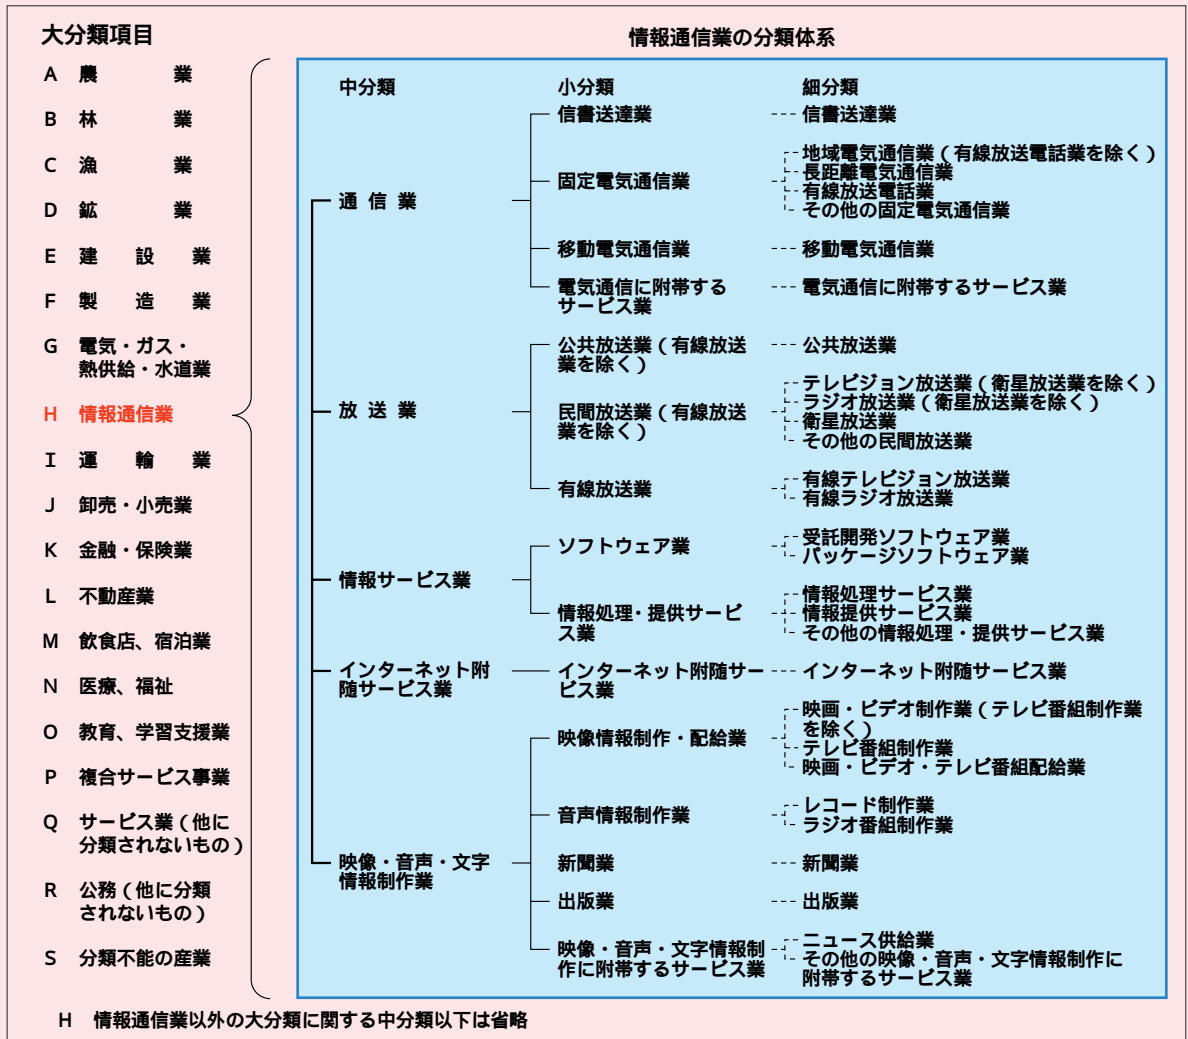 大分類項目
A 農業
B 林業
C 漁業
D 鉱業
E 建設業
F 製造業
G 電気・ガス・
熱供給・水道業
H 情報通信業
I 運輸業
J 卸売・小売業
K 金融・保険業
L 不動産業
M 飲食店、宿泊業
N 医療、福祉
O 教育、学習支援業
P 複合サービス事業
Q サービス業(他に
分類されないもの)
R 公務(他に分類
されないもの)
S 分類不能の産業
情報通信業の分類体系
中分類
通信業
放送業
情報サービス業
インターネット附
随サービス業
映像・音声・文字
情報制作業
小分類
信書送達業
固定電気通信業
移動電気通信業
電気通信に附帯する
サービス業
公共放送業(有線放送
業を除く)
民間放送業(有線放送
業を除く)
有線放送業
ソフトウェア業
情報処理・提供サービ
ス業
インターネット附随サー
ビス業
映像情報制作・配給業
音声情報制作業
新聞業
出版業
映像・音声・文字情報制
作に附帯するサービス業
細分類
信書送達業
地域電気通信業(有線放送電話業を除く)
長距離電気通信業
有線放送電話業
その他の固定電気通信業
移動電気通信業
電気通信に附帯するサービス業
公共放送業
テレビジョン放送業(衛星放送業を除く)
ラジオ放送業(衛星放送業を除く)
衛星放送業
その他の民間放送業
有線テレビジョン放送業
有線ラジオ放送業
受託開発ソフトウェア業
パッケージソフトウェア業
情報処理サービス業
情報提供サービス業
その他の情報処理・提供サービス業
インターネット附随サービス業
映画・ビデオ制作業(テレビ番組制作業
を除く)
テレビ番組制作業
映画・ビデオ・テレビ番組配給業
レコード制作業
ラジオ番組制作業
新聞業
出版業
ニュース供給業
その他の映像・音声・文字情報制作に
附帯するサービス業
H 情報通信業以外の大分類に関する中分類以下は省略